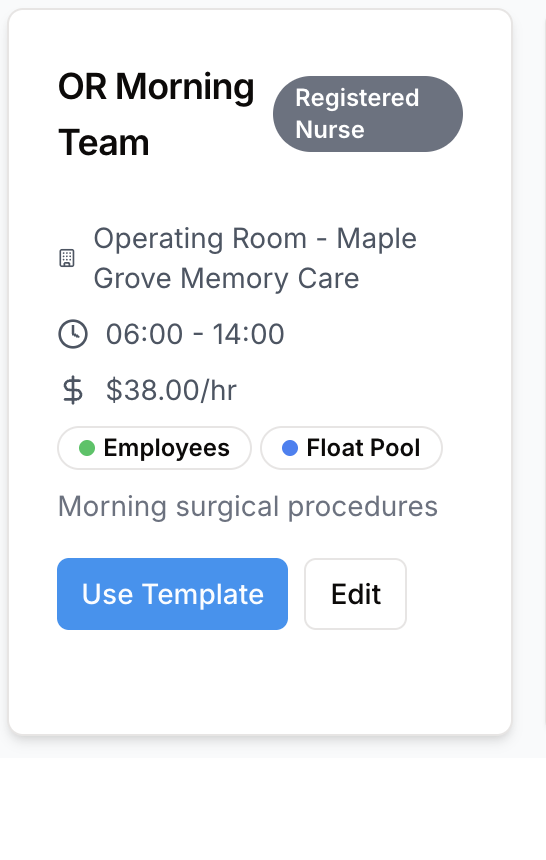 OR Morning
Team
Registered
Nurse
Operating Room - Maple
Grove Memory Care
06:00 - 14:00
$38.00/hr
Employees
Float Pool
Morning surgical procedures
Use Template
Edit